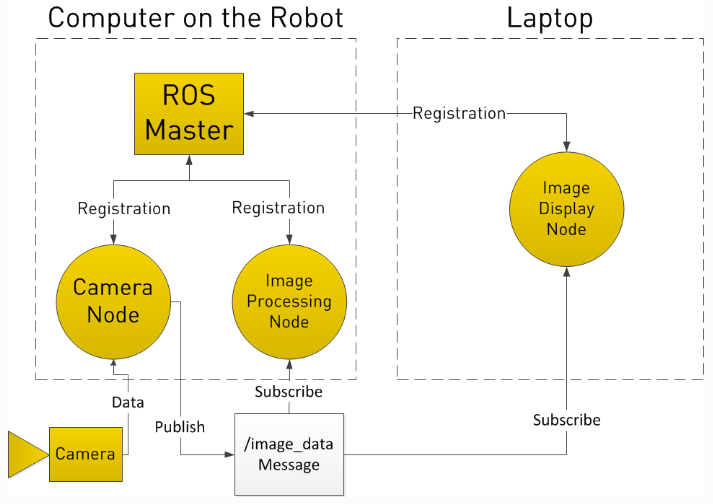 Computer on the Robot
Laptop
ROS
Master
Registration
Registration
Registration
Image
Display
Node
Camera
Node
Image
Processing
Node
Data
Publish
Subscribe
Subscribe
Camera
/image_data
Message